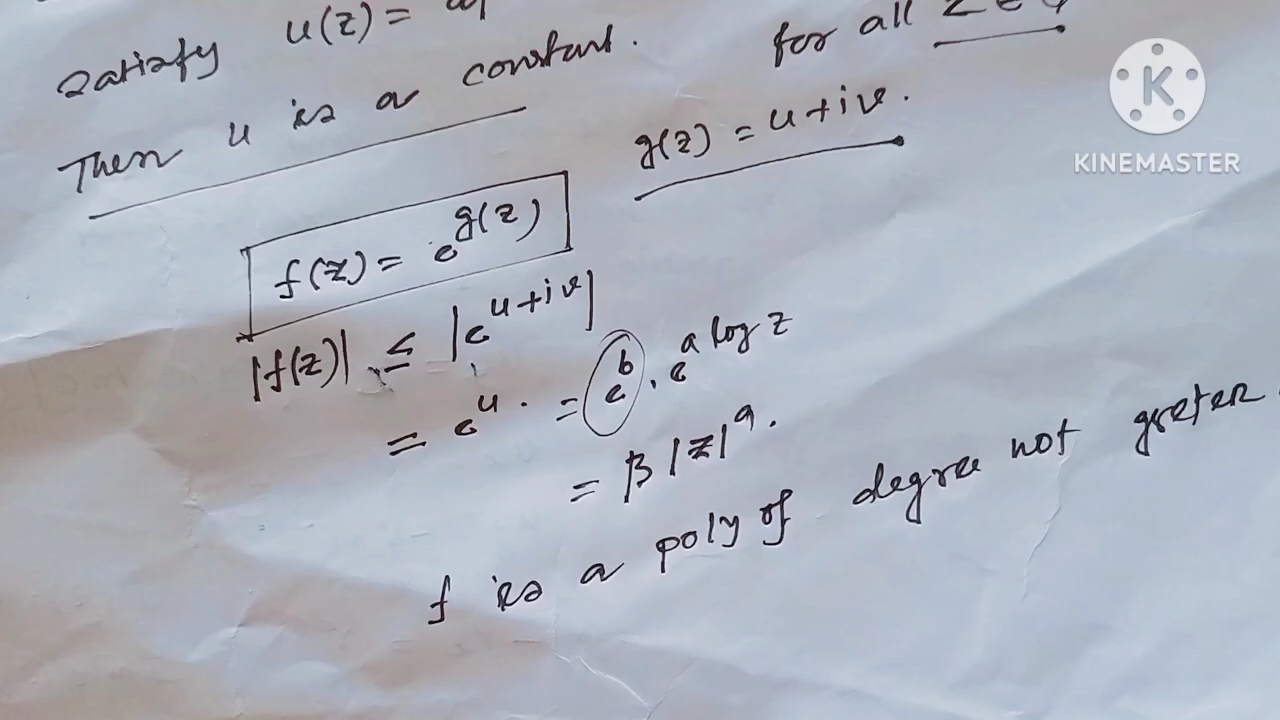 satisfy u(z) =
for all z ∈
Then u is a constant.
g(z) = u + iv.
K
KINEMASTER
f(z) = e^{g(z)}
|f(z)| ≤ |e^{u+iv}|
= e^u. = e^b. e^{a log z}
= β |z|^a.
f is a poly of degree not greter